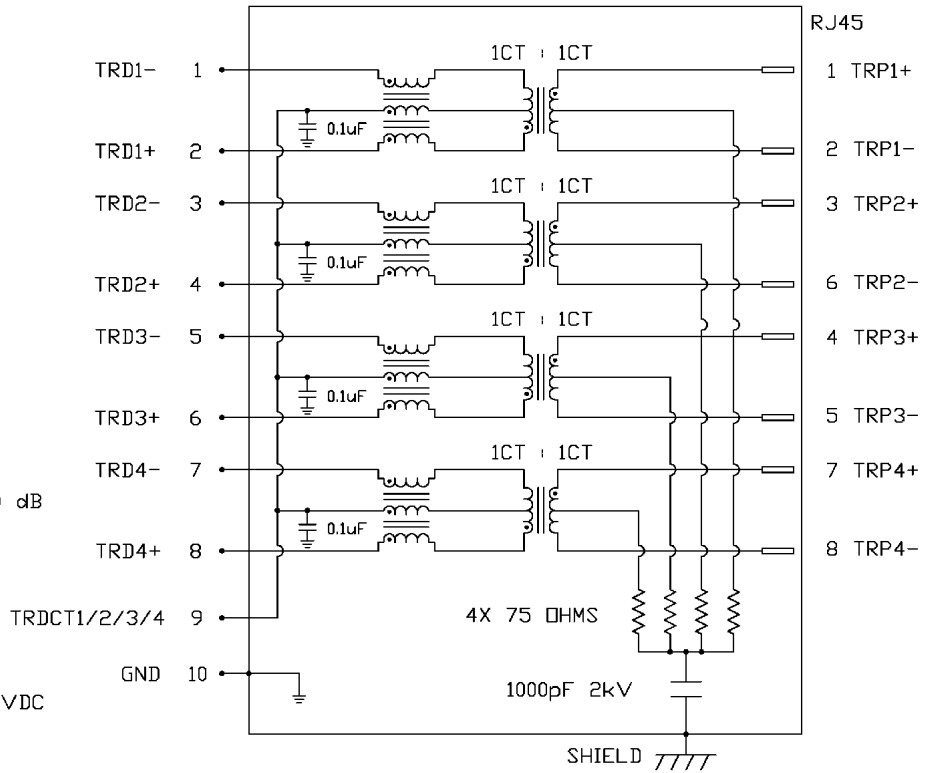 RJ45
1CT : 1CT
TRD1- 1
1 TRP1+
0.1uF
TRD1+ 2
2 TRP1-
1CT : 1CT
TRD2- 3
3 TRP2+
0.1uF
TRD2+ 4
6 TRP2-
1CT : 1CT
TRD3- 5
4 TRP3+
0.1uF
TRD3+ 6
5 TRP3-
1CT : 1CT
TRD4- 7
7 TRP4+
dB
0.1uF
TRD4+ 8
8 TRP4-
TRDCT1/2/3/4 9
4X 75 OHMS
GND 10
1000pF 2kV
VDC
SHIELD